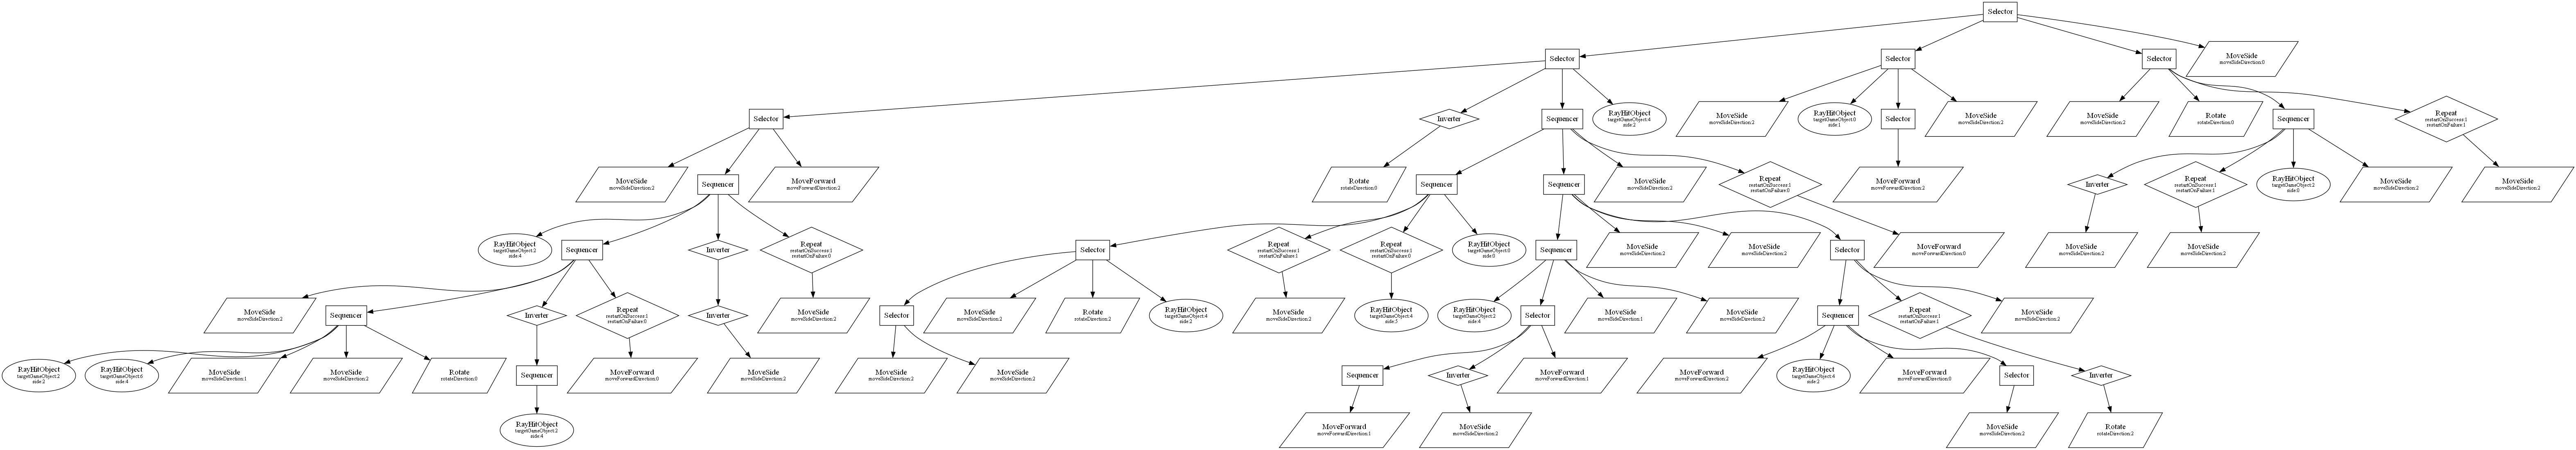 Selector
Selector
Selector
Selector
MoveSide
moveSideDirection:0
Selector
Inverter
Sequencer
RayHitObject
targetGameObject:4
side:2
MoveSide
moveSideDirection:2
RayHitObject
targetGameObject:0
side:1
Selector
MoveSide
moveSideDirection:2
MoveSide
moveSideDirection:2
Rotate
rotateDirection:0
Sequencer
Repeat
restartOnSuccess:1
restartOnFailure:1
MoveSide
moveSideDirection:2
Sequencer
MoveForward
moveForwardDirection:2
Rotate
rotateDirection:0
Sequencer
Sequencer
MoveSide
moveSideDirection:2
Repeat
restartOnSuccess:1
restartOnFailure:0
MoveForward
moveForwardDirection:2
Inverter
Repeat
restartOnSuccess:1
restartOnFailure:1
RayHitObject
targetGameObject:2
side:0
MoveSide
moveSideDirection:2
MoveSide
moveSideDirection:2
RayHitObject
targetGameObject:2
side:4
Sequencer
Inverter
Repeat
restartOnSuccess:1
restartOnFailure:0
Selector
Repeat
restartOnSuccess:1
restartOnFailure:1
Repeat
restartOnSuccess:1
restartOnFailure:0
RayHitObject
targetGameObject:0
side:0
Sequencer
MoveSide
moveSideDirection:2
MoveSide
moveSideDirection:2
Selector
MoveForward
moveForwardDirection:0
MoveSide
moveSideDirection:2
MoveSide
moveSideDirection:2
MoveSide
moveSideDirection:2
Sequencer
Inverter
Repeat
restartOnSuccess:1
restartOnFailure:0
Inverter
MoveSide
moveSideDirection:2
Selector
MoveSide
moveSideDirection:2
Rotate
rotateDirection:2
RayHitObject
targetGameObject:4
side:2
MoveSide
moveSideDirection:2
RayHitObject
targetGameObject:4
side:5
RayHitObject
targetGameObject:2
side:4
Selector
MoveSide
moveSideDirection:1
MoveSide
moveSideDirection:2
Sequencer
Repeat
restartOnSuccess:1
restartOnFailure:1
MoveSide
moveSideDirection:2
RayHitObject
targetGameObject:2
side:2
RayHitObject
targetGameObject:6
side:4
MoveSide
moveSideDirection:1
MoveSide
moveSideDirection:2
Rotate
rotateDirection:0
Sequencer
MoveForward
moveForwardDirection:0
MoveSide
moveSideDirection:2
MoveSide
moveSideDirection:2
MoveSide
moveSideDirection:2
Sequencer
Inverter
MoveForward
moveForwardDirection:1
MoveForward
moveForwardDirection:2
RayHitObject
targetGameObject:4
side:2
MoveForward
moveForwardDirection:0
Selector
Inverter
RayHitObject
targetGameObject:2
side:4
MoveForward
moveForwardDirection:1
MoveSide
moveSideDirection:2
MoveSide
moveSideDirection:2
Rotate
rotateDirection:2